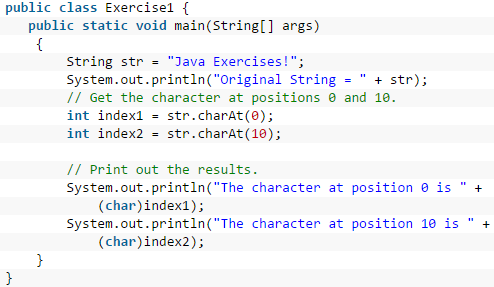 public class Exercise1 {
   public static void main(String[] args)
    {
        String str = "Java Exercises!";
        System.out.println("Original String = " + str);
        // Get the character at positions 0 and 10.
        int index1 = str.charAt(0);
        int index2 = str.charAt(10);

        // Print out the results.
        System.out.println("The character at position 0 is " +
            (char)index1);
        System.out.println("The character at position 10 is " +
            (char)index2);
    }
}